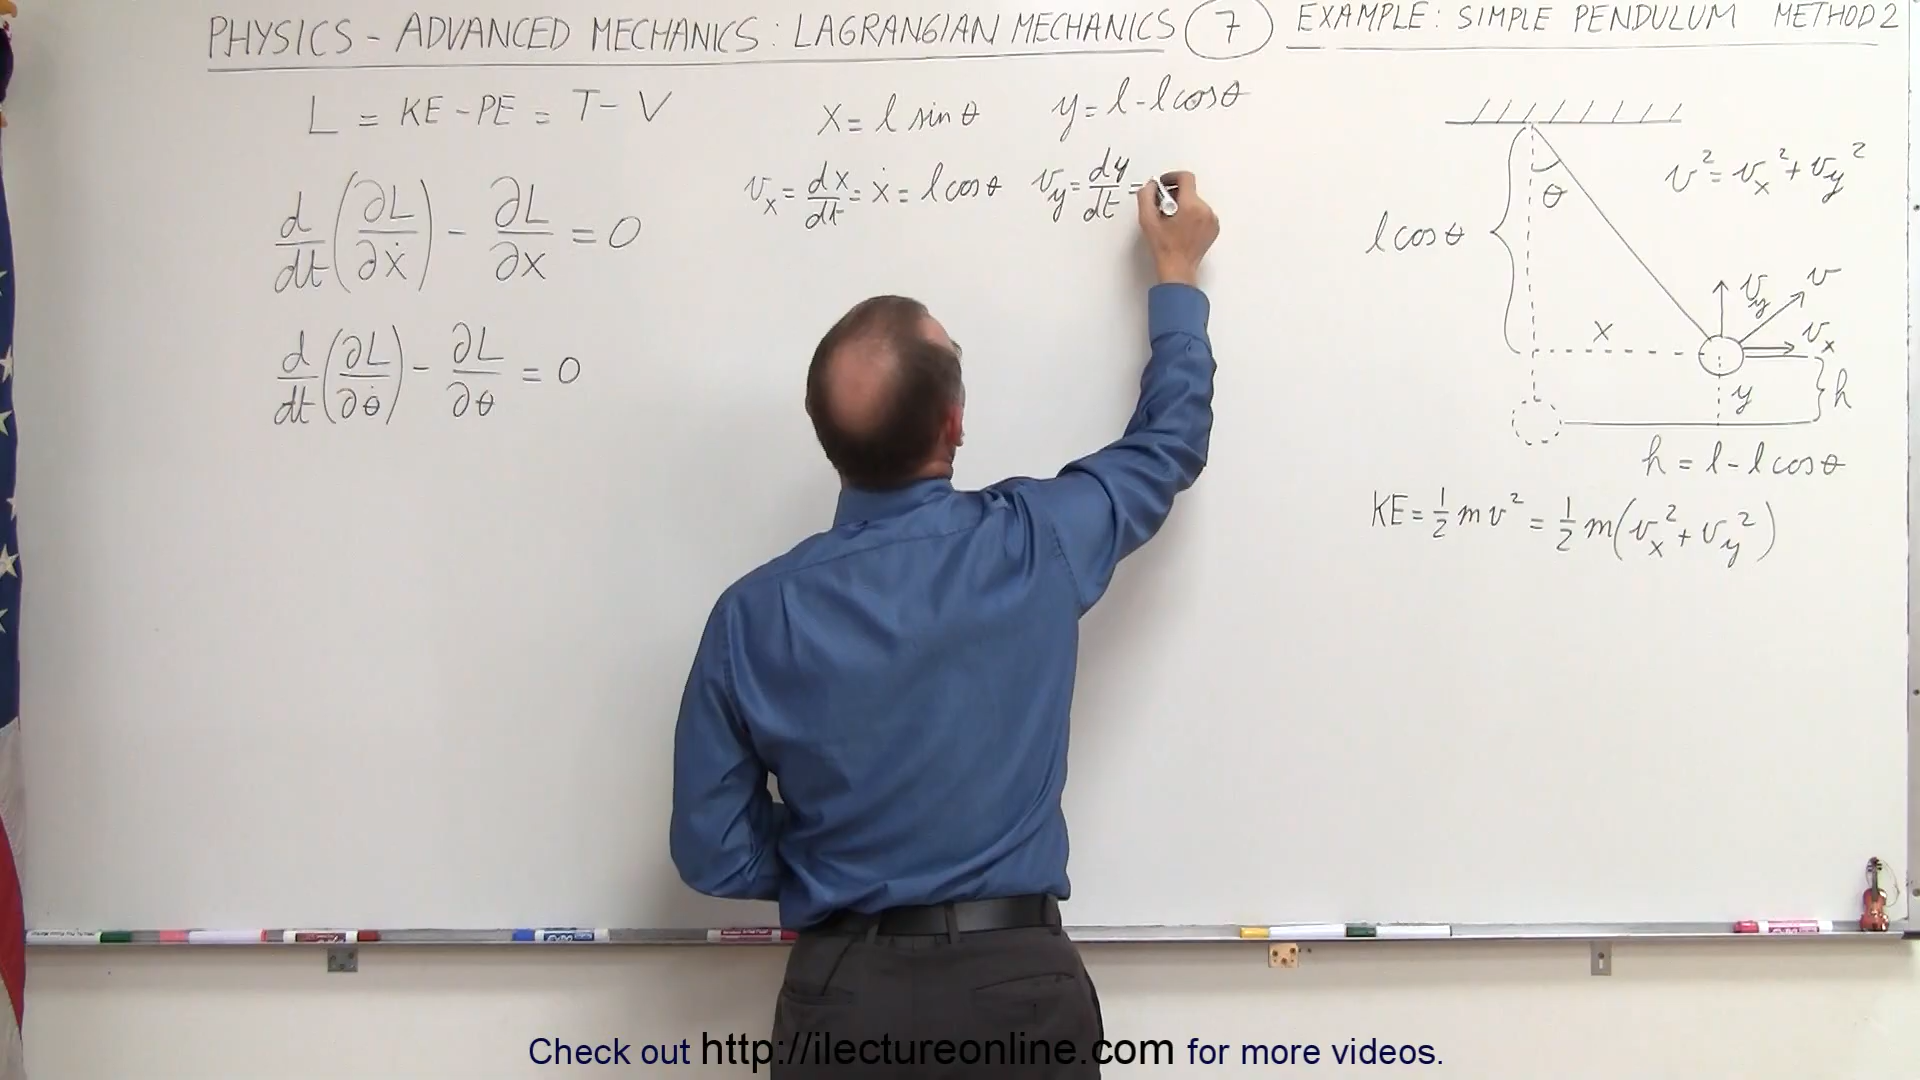 PHYSICS - ADVANCED MECHANICS: LAGRANGIAN MECHANICS 7 EXAMPLE: SIMPLE PENDULUM METHOD 2
L = KE - PE = T - V
d/dt (∂L/∂ẋ) - ∂L/∂x = 0
d/dt (∂L/∂θ̇) - ∂L/∂θ = 0
x = l sin θ
y = l - l cos θ
v_x = dx/dt = ẋ = l cos θ
v_y = dy/dt =
θ
v² = v_x² + v_y²
l cos θ
v_y
v
v_x
x
y
h
h = l - l cos θ
KE = 1/2 m v² = 1/2 m (v_x² + v_y²)
Check out http://ilectureonline.com for more videos.